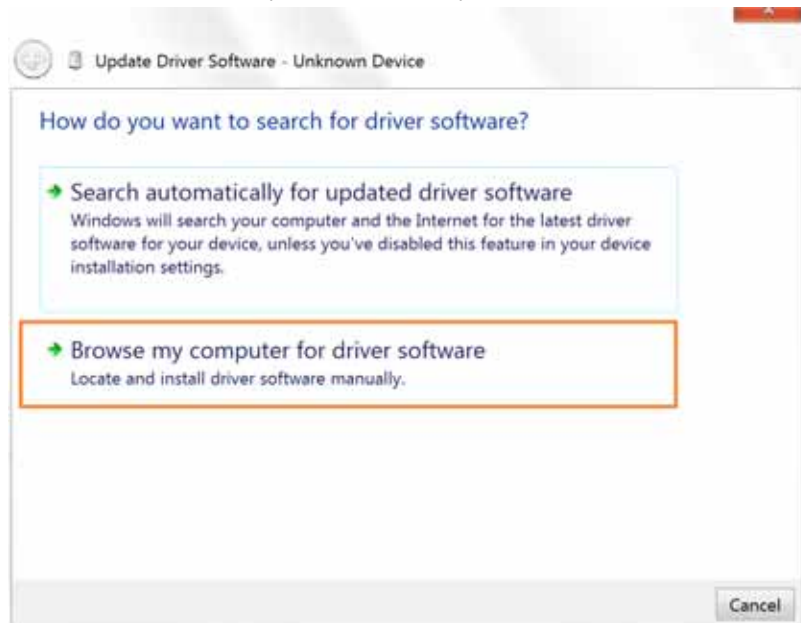 Update Driver Software - Unknown Device
How do you want to search for driver software?
Search automatically for updated driver software
Windows will search your computer and the Internet for the latest driver
software for your device, unless you've disabled this feature in your device
installation settings.
Browse my computer for driver software
Locate and install driver software manually.
Cancel